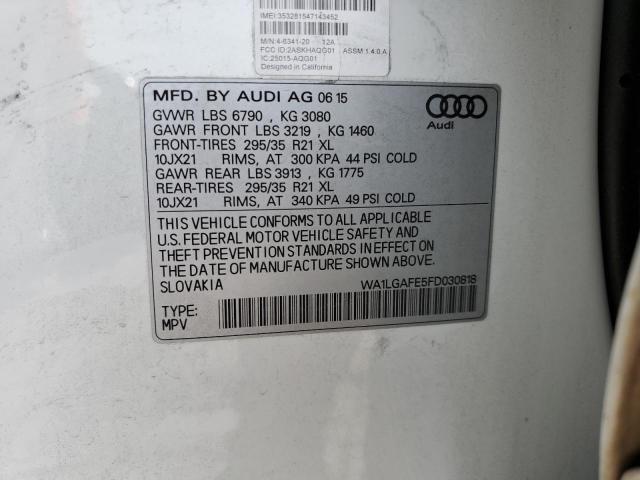 IMEI:353281547143452
M/N:4-6341-20 12A
FCC ID:2ASKHAQG01 ASSM 1.4.0.A
IC:25015-AQG01
Designed in California
MFD. BY AUDI AG 06 15
GVWR LBS 6790 , KG 3080
GAWR FRONT LBS 3219 , KG 1460
FRONT-TIRES 295/35 R21 XL
10JX21 RIMS, AT 300 KPA 44 PSI COLD
GAWR REAR LBS 3913 , KG 1775
REAR-TIRES 295/35 R21 XL
10JX21 RIMS, AT 340 KPA 49 PSI COLD
Audi
THIS VEHICLE CONFORMS TO ALL APPLICABLE
U.S. FEDERAL MOTOR VEHICLE SAFETY AND
THEFT PREVENTION STANDARDS IN EFFECT ON
THE DATE OF MANUFACTURE SHOWN ABOVE.
SLOVAKIA WA1LGAFE5FD030818
TYPE:
MPV